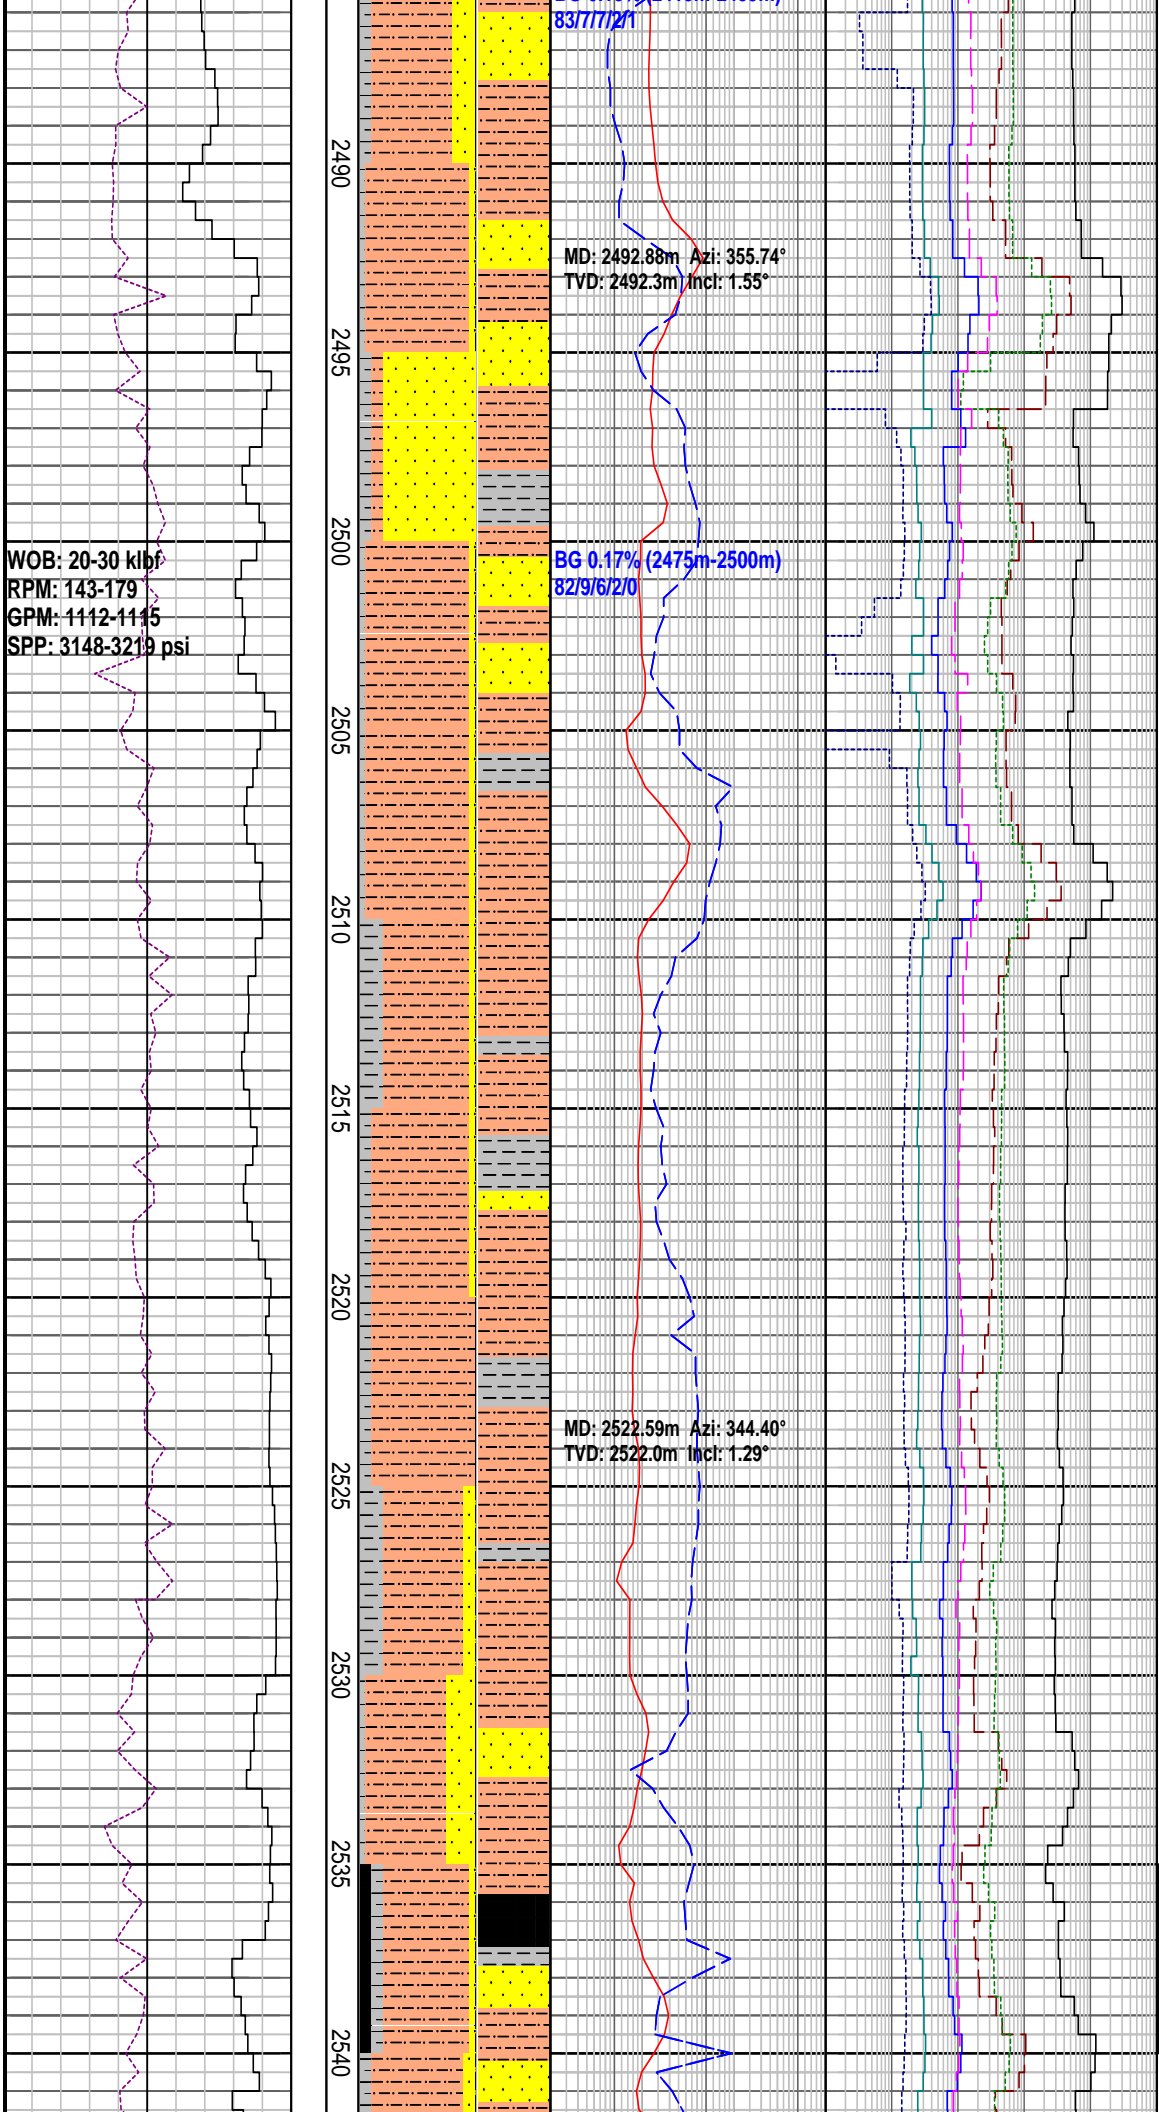 83/7/7/2/1
2490
MD: 2492.88m Azi: 355.74°
TVD: 2492.3m Incl: 1.55°
2495
2500
WOB: 20-30 klbf
RPM: 143-179
GPM: 1112-1115
SPP: 3148-3219 psi
BG 0.17% (2475m-2500m)
82/9/6/2/0
2505
2510
2515
2520
MD: 2522.59m Azi: 344.40°
TVD: 2522.0m Incl: 1.29°
2525
2530
2535
2540